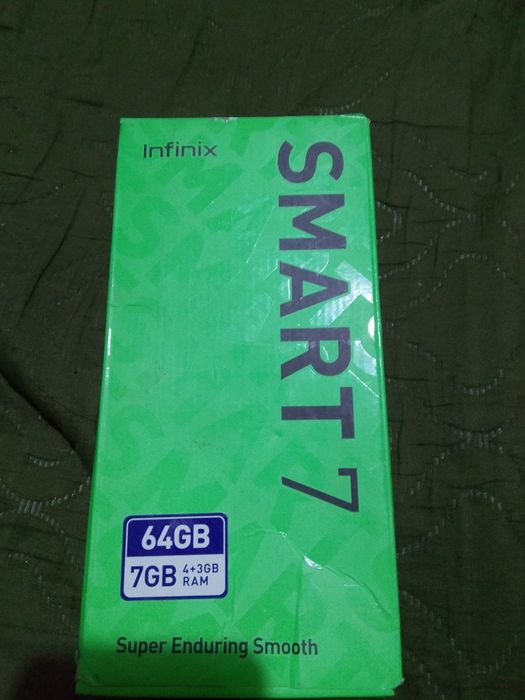 Infinix
SMART 7
64GB
7GB 4+3GB RAM
Super Enduring Smooth